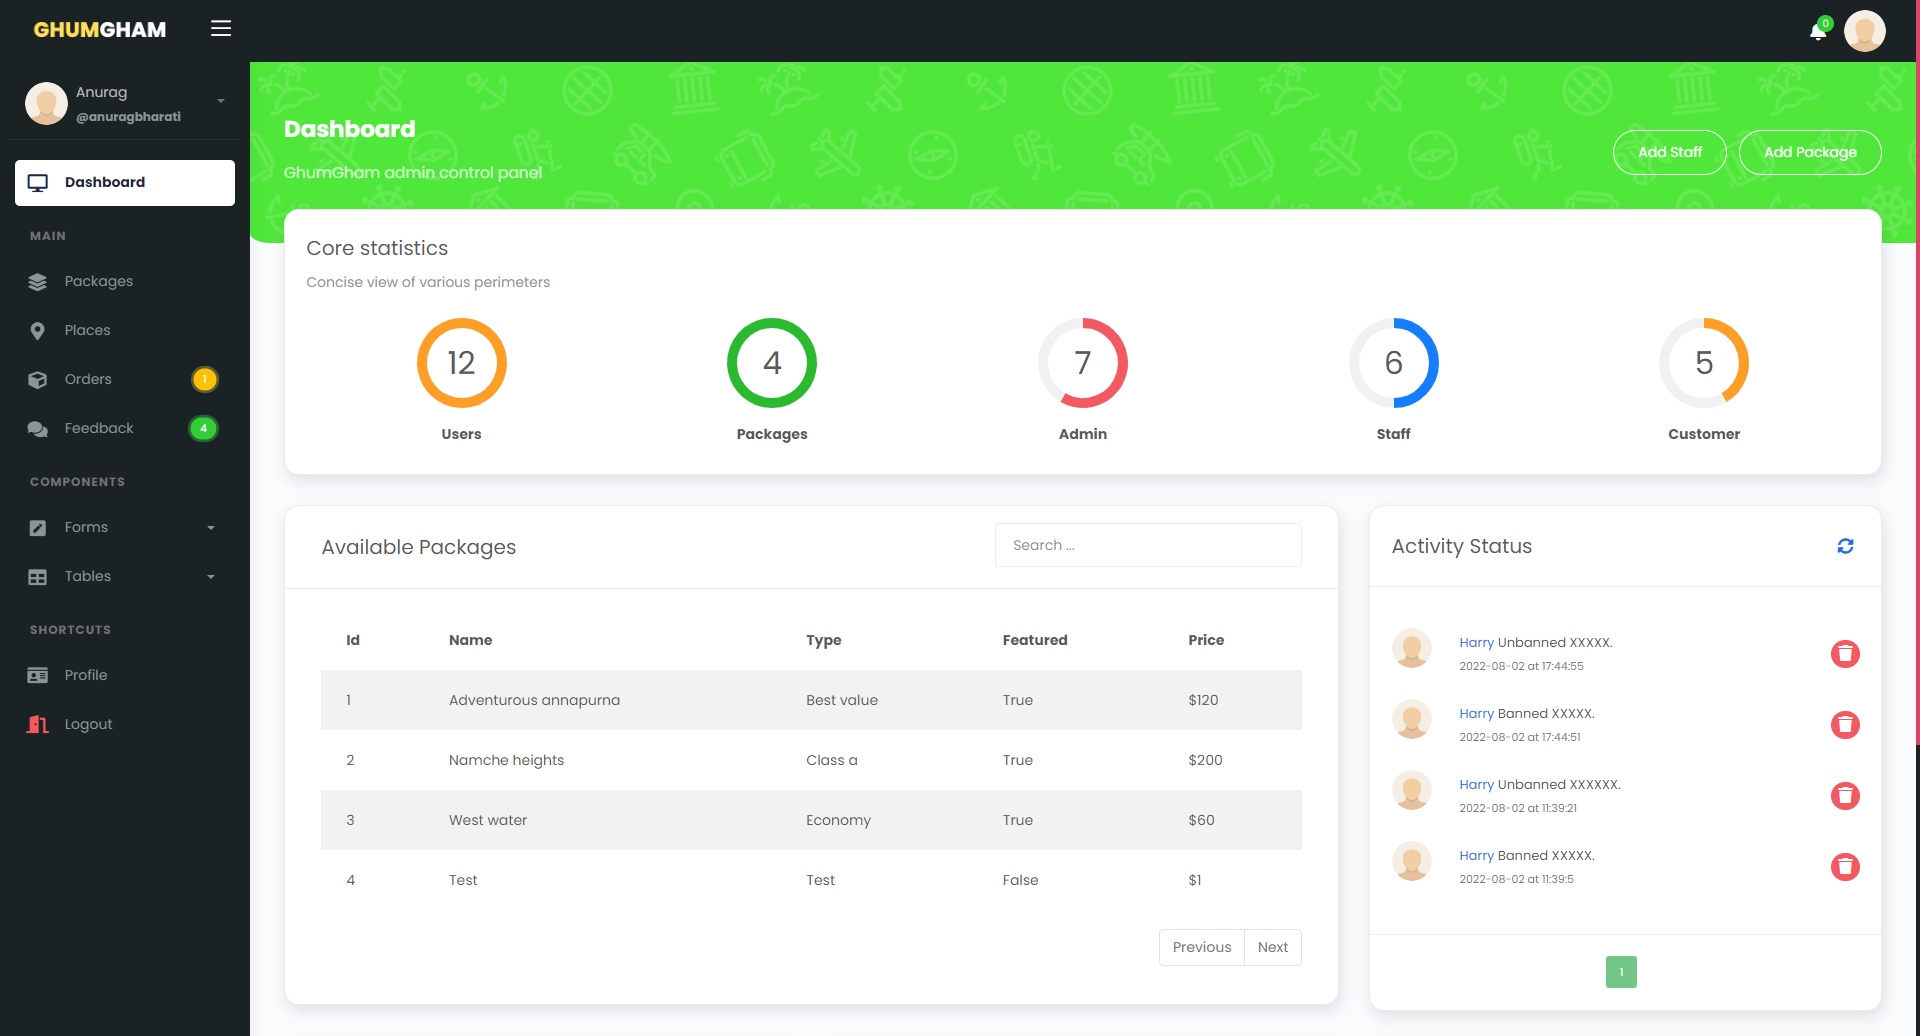 GHUMGHAM
0
Anurag
@anuragbharati
Dashboard
MAIN
Packages
Places
Orders 1
Feedback 4
COMPONENTS
Forms
Tables
SHORTCUTS
Profile
Logout
Dashboard
GhumGham admin control panel
Add Staff Add Package
Core statistics
Concise view of various perimeters
12 4 7 6 5
Users Packages Admin Staff Customer
Available Packages
Search ...
Id Name Type Featured Price
1 Adventurous annapurna Best value True $120
2 Namche heights Class a True $200
3 West water Economy True $60
4 Test Test False $1
Previous Next
Activity Status
Harry Unbanned XXXXX.
2022-08-02 at 17:44:55
Harry Banned XXXXX.
2022-08-02 at 17:44:51
Harry Unbanned XXXXXX.
2022-08-02 at 11:39:21
Harry Banned XXXXX.
2022-08-02 at 11:39:5
1